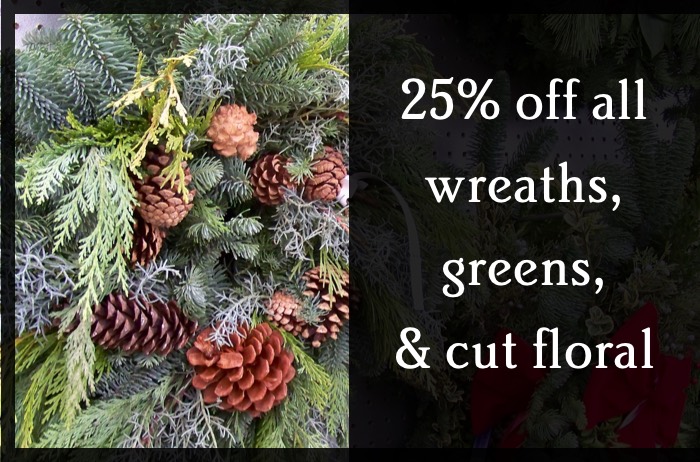 25% off all
wreaths,
greens,
& cut floral